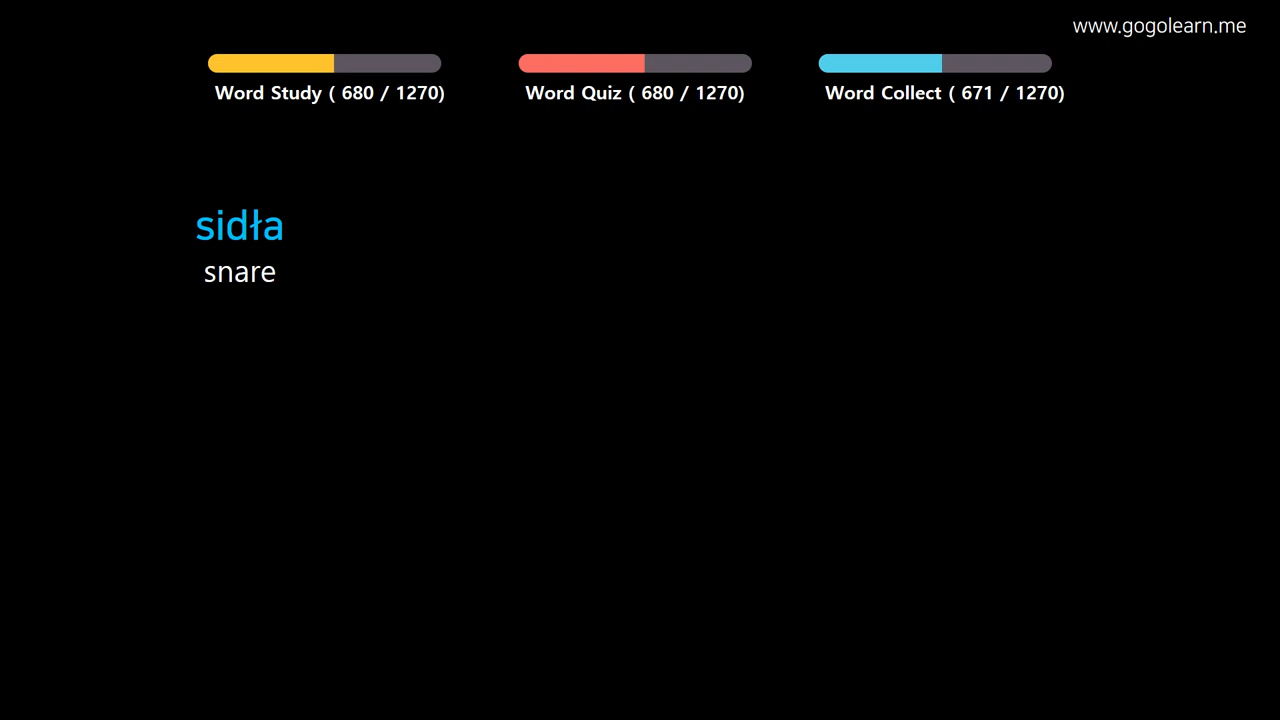 www.gogolearn.me
Word Study ( 680 / 1270)
Word Quiz ( 680 / 1270)
Word Collect ( 671 / 1270)
sidła
snare